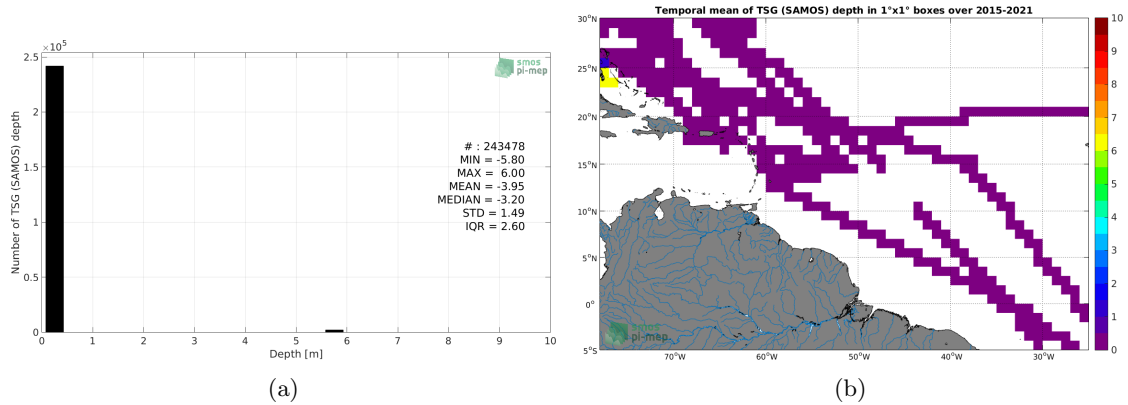 ×10⁵
2.5
2
1.5
1
0.5
0
Number of TSG (SAMOS) depth
0 1 2 3 4 5 6 7 8 9 10
Depth [m]
smos
pi-mep
# : 243478
MIN = -5.80
MAX = 6.00
MEAN = -3.95
MEDIAN = -3.20
STD = 1.49
IQR = 2.60
(a)
Temporal mean of TSG (SAMOS) depth in 1°x1° boxes over 2015-2021
30°N
25°N
20°N
15°N
10°N
5°N
0°
5°S
70°W 60°W 50°W 40°W 30°W
smos
pi-mep
10
9
8
7
6
5
4
3
2
1
0
(b)